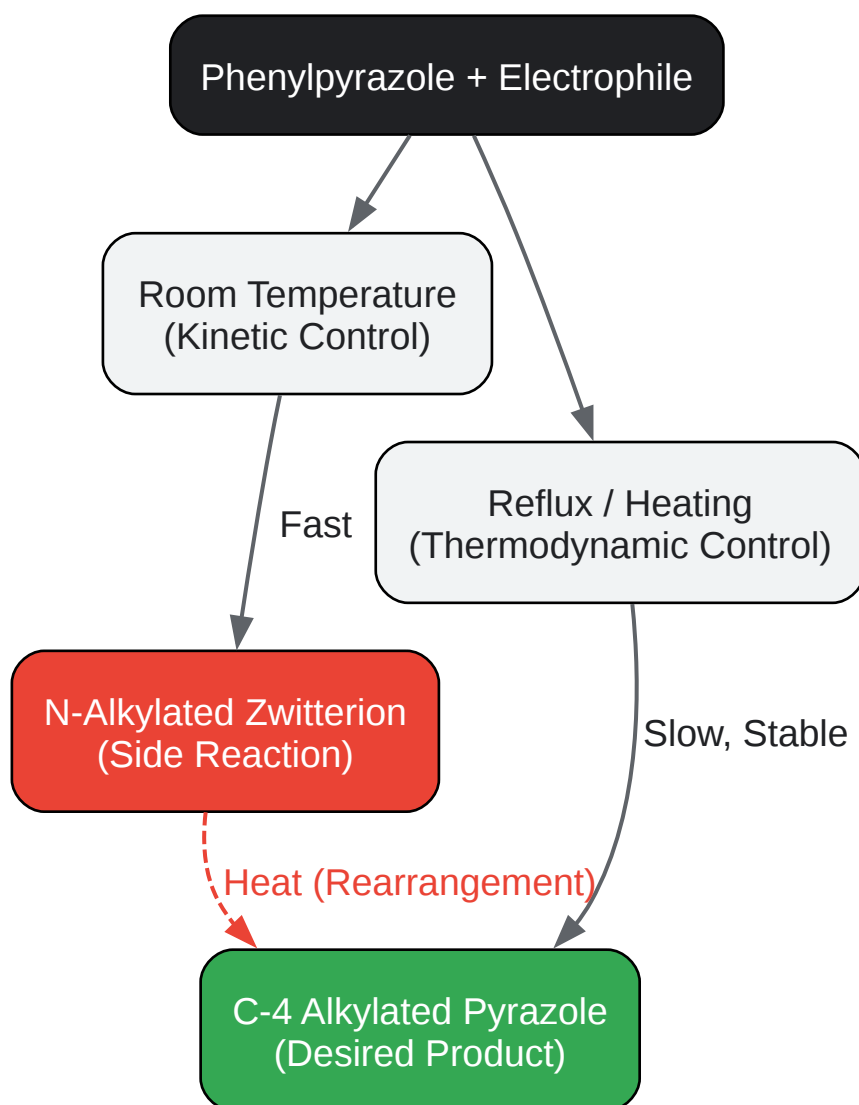 Phenylpyrazole + Electrophile
Room Temperature
(Kinetic Control)
Reflux / Heating
(Thermodynamic Control)
Fast
N-Alkylated Zwitterion
(Side Reaction)
Slow, Stable
Heat (Rearrangement)
C-4 Alkylated Pyrazole
(Desired Product)